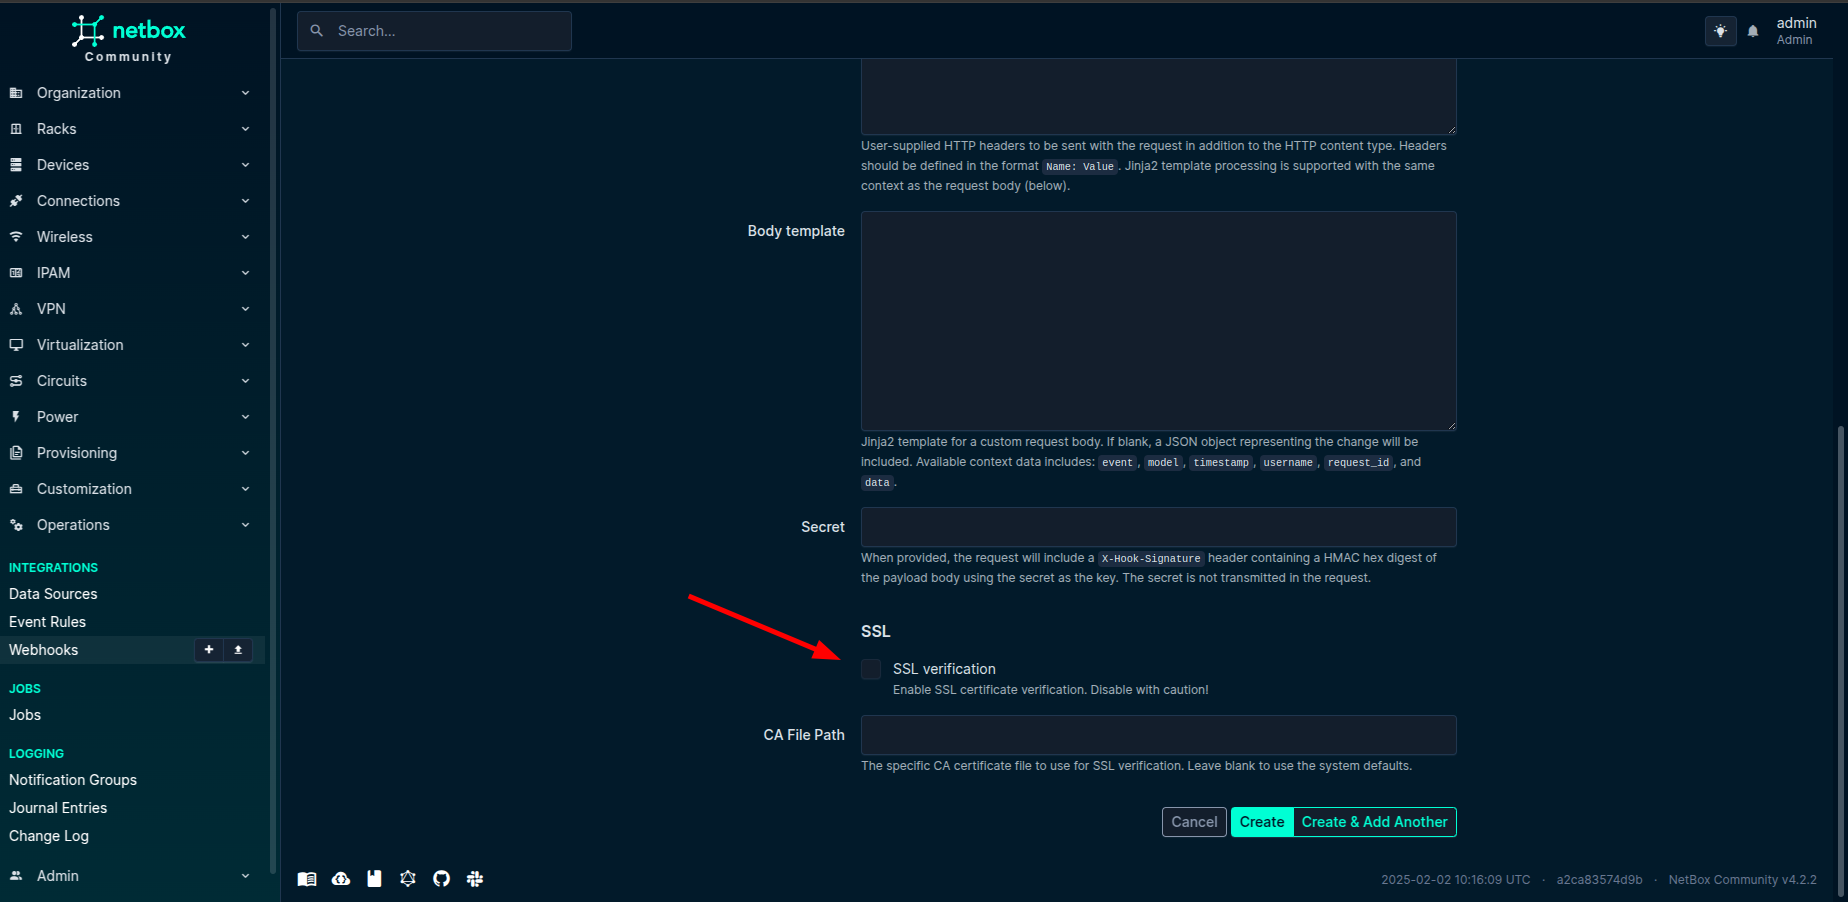 netbox
Community
Search...
admin
Admin
Organization
Racks
Devices
Connections
Wireless
IPAM
VPN
Virtualization
Circuits
Power
Provisioning
Customization
Operations
INTEGRATIONS
Data Sources
Event Rules
Webhooks
JOBS
Jobs
LOGGING
Notification Groups
Journal Entries
Change Log
Admin
User-supplied HTTP headers to be sent with the request in addition to the HTTP content type. Headers
should be defined in the format Name: Value. Jinja2 template processing is supported with the same
context as the request body (below).
Body template
Jinja2 template for a custom request body. If blank, a JSON object representing the change will be
included. Available context data includes: event, model, timestamp, username, request_id, and
data.
Secret
When provided, the request will include a X-Hook-Signature header containing a HMAC hex digest of
the payload body using the secret as the key. The secret is not transmitted in the request.
SSL
SSL verification
Enable SSL certificate verification. Disable with caution!
CA File Path
The specific CA certificate file to use for SSL verification. Leave blank to use the system defaults.
Cancel Create Create & Add Another
2025-02-02 10:16:09 UTC · a2ca83574d9b · NetBox Community v4.2.2